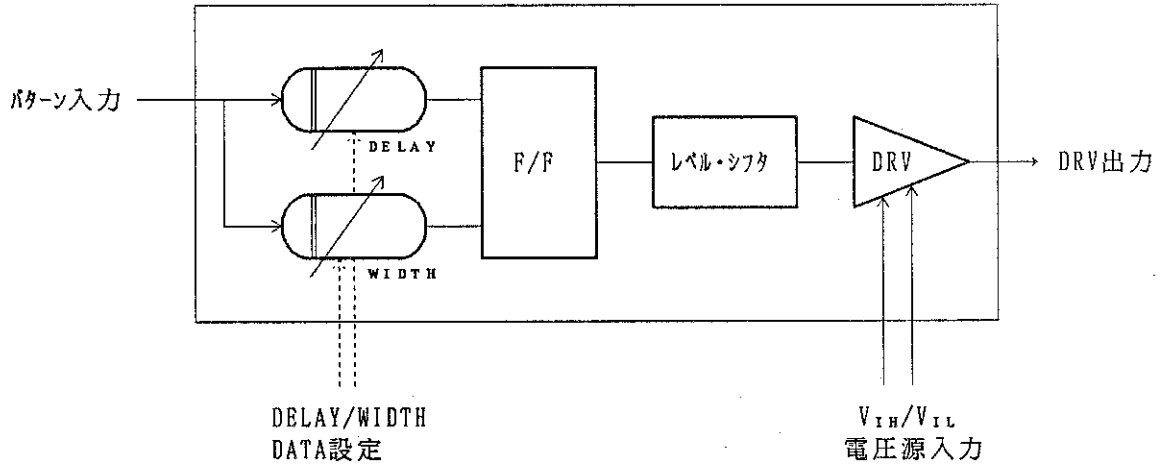 パターン入力
DELAY
WIDTH
F/F
レベル・シフタ
DRV
DRV出力
DELAY/WIDTH
DATA設定
VIH/VIL
電圧源入力